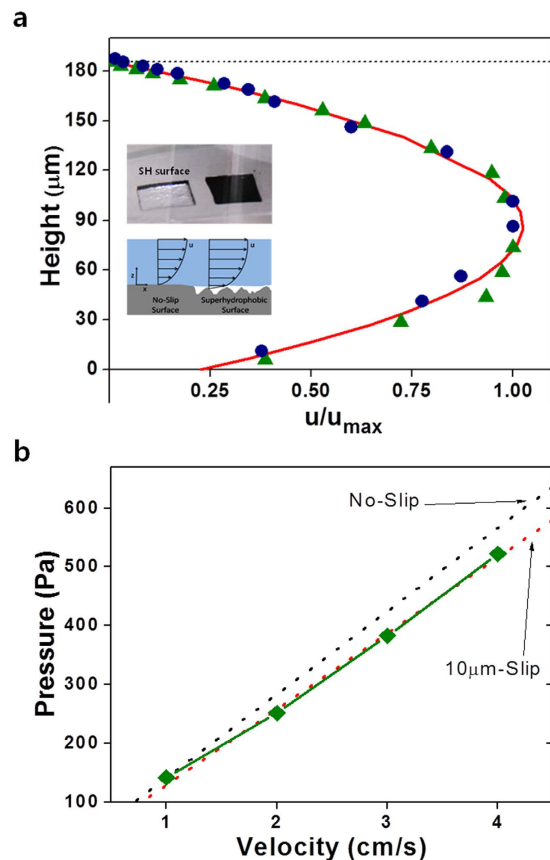 a
180
150
120
90
60
30
0
Height (μm)
SH surface
u
u
z
x
No-Slip
Surface
Superhydrophobic
Surface
0.25
0.50
0.75
1.00
u/umax
b
600
500
400
300
200
100
Pressure (Pa)
No-Slip
10μm-Slip
1
2
3
4
Velocity (cm/s)